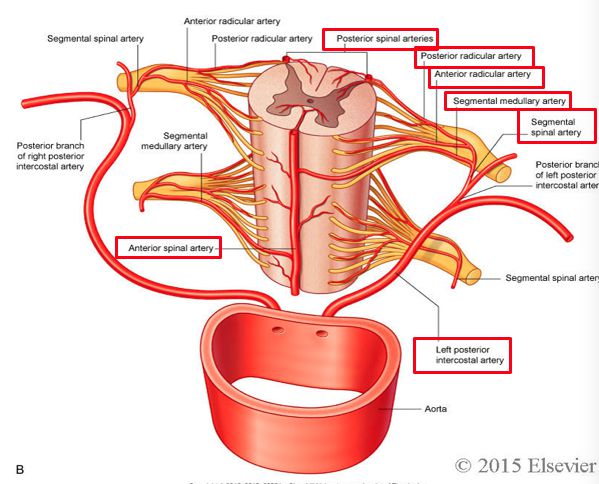 Anterior radicular artery
Segmental spinal artery
Posterior radicular artery
Posterior spinal arteries
Posterior radicular artery
Anterior radicular artery
Segmental medullary artery
Segmental
spinal artery
Posterior branch
of right posterior
intercostal artery
Segmental
medullary artery
Posterior branc
of left posterior
intercostal arter
Anterior spinal artery
Segmental spinal artery
Left posterior
intercostal artery
Aorta
B
© 2015 Elsevier